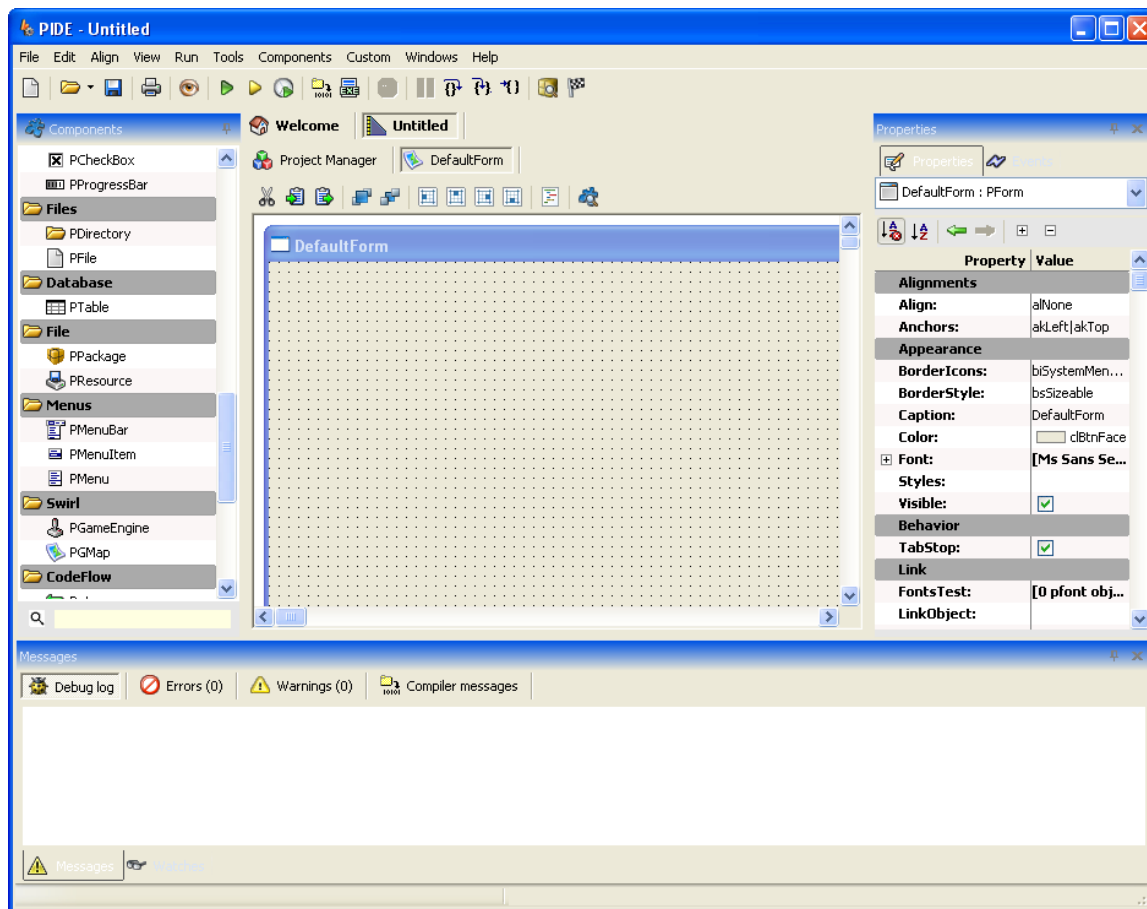 PIDE - Untitled
File Edit Align View Run Tools Components Custom Windows Help
Components
PCheckBox
PProgressBar
Files
PDirectory
PFile
Database
PTable
File
PPackage
PResource
Menus
PMenuBar
PMenuItem
PMenu
Swirl
PGameEngine
PGMap
CodeFlow
Welcome Untitled
Project Manager DefaultForm
DefaultForm
Properties
Properties Events
DefaultForm : PForm
Property Value
Alignments
Align: alNone
Anchors: akLeft|akTop
Appearance
BorderIcons: biSystemMen...
BorderStyle: bsSizeable
Caption: DefaultForm
Color: clBtnFace
Font: [Ms Sans Se...
Styles:
Visible:
Behavior
TabStop:
Link
FontsTest: [0 pfont obj...
LinkObject:
Messages
Debug log Errors (0) Warnings (0) Compiler messages
Messages Watches